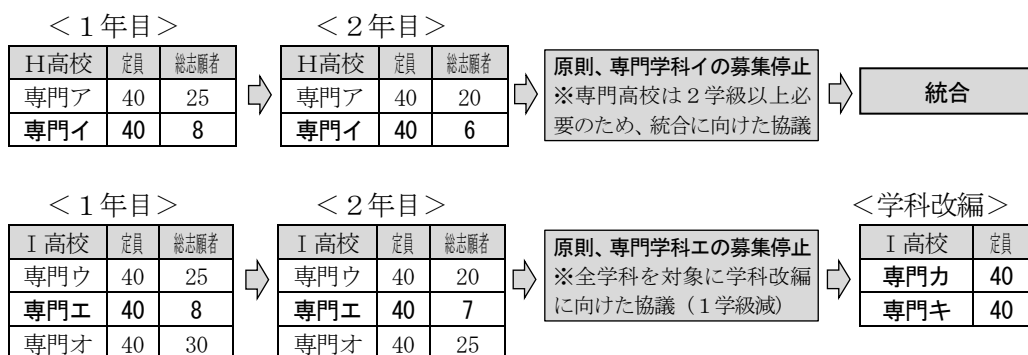 ＜１年目＞ ＜２年目＞
H高校 定員 総志願者
専門ア 40 25
専門イ 40 8
H高校 定員 総志願者
専門ア 40 20
専門イ 40 6
原則、専門学科イの募集停止
※専門高校は２学級以上必
要のため、統合に向けた協議
統合
＜１年目＞ ＜２年目＞ ＜学科改編＞
I高校 定員 総志願者
専門ウ 40 25
専門エ 40 8
専門オ 40 30
I高校 定員 総志願者
専門ウ 40 20
専門エ 40 7
専門オ 40 25
原則、専門学科エの募集停止
※全学科を対象に学科改編
に向けた協議（１学級減）
I高校 定員
専門カ 40
専門キ 40